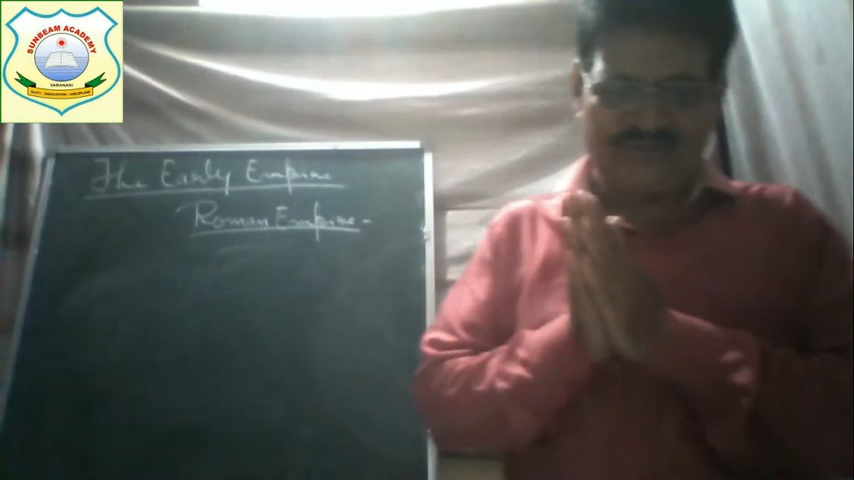 SUNBEAM ACADEMY
VARANASI
The Early Empire
Roman Empire -